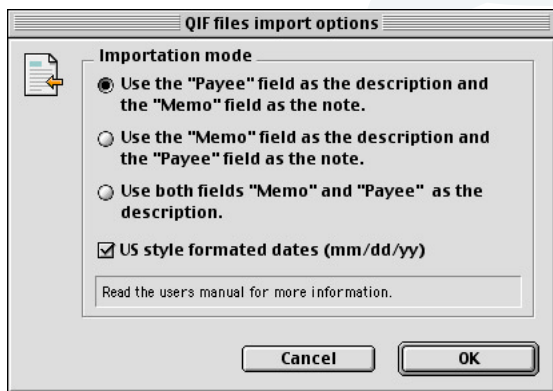 QIF files import options
Importation mode
Use the "Payee" field as the description and
the "Memo" field as the note.
Use the "Memo" field as the description and
the "Payee" field as the note.
Use both fields "Memo" and "Payee" as the
description.
US style formated dates (mm/dd/yy)
Read the users manual for more information.
Cancel
OK